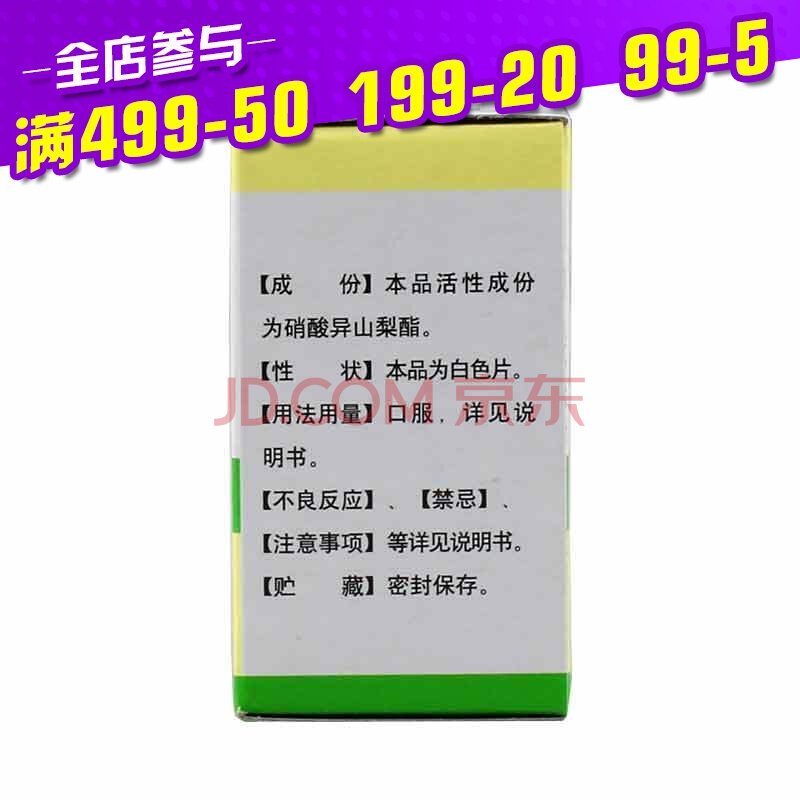 全店参与
满499-50 199-20 99-5
【成 份】本品活性成份
为硝酸异山梨酯。
【性 状】本品为白色片。
JD.COM 京东
【用法用量】口服，详见说
明书。
【不良反应】、【禁忌】、
【注意事项】等详见说明书。
【贮 藏】密封保存。